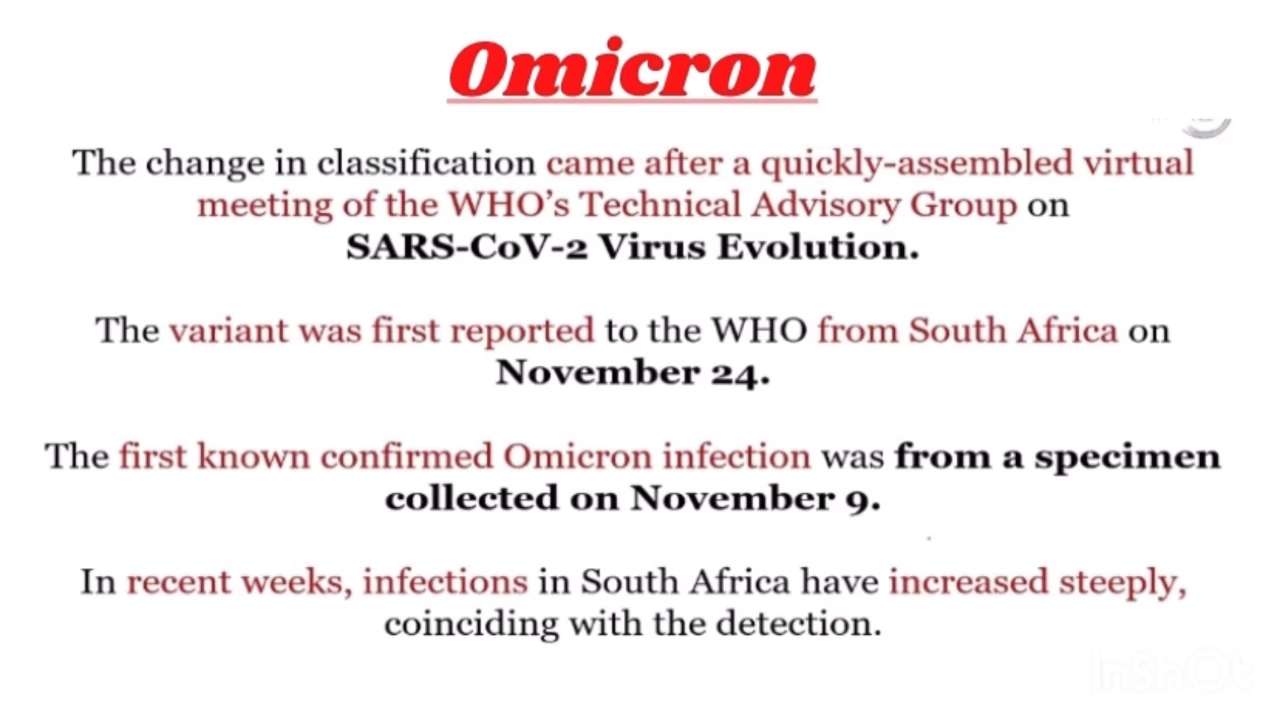 Omicron
The change in classification came after a quickly-assembled virtual
meeting of the WHO's Technical Advisory Group on
SARS-CoV-2 Virus Evolution.
The variant was first reported to the WHO from South Africa on
November 24.
The first known confirmed Omicron infection was from a specimen
collected on November 9.
In recent weeks, infections in South Africa have increased steeply,
coinciding with the detection.
InShOt